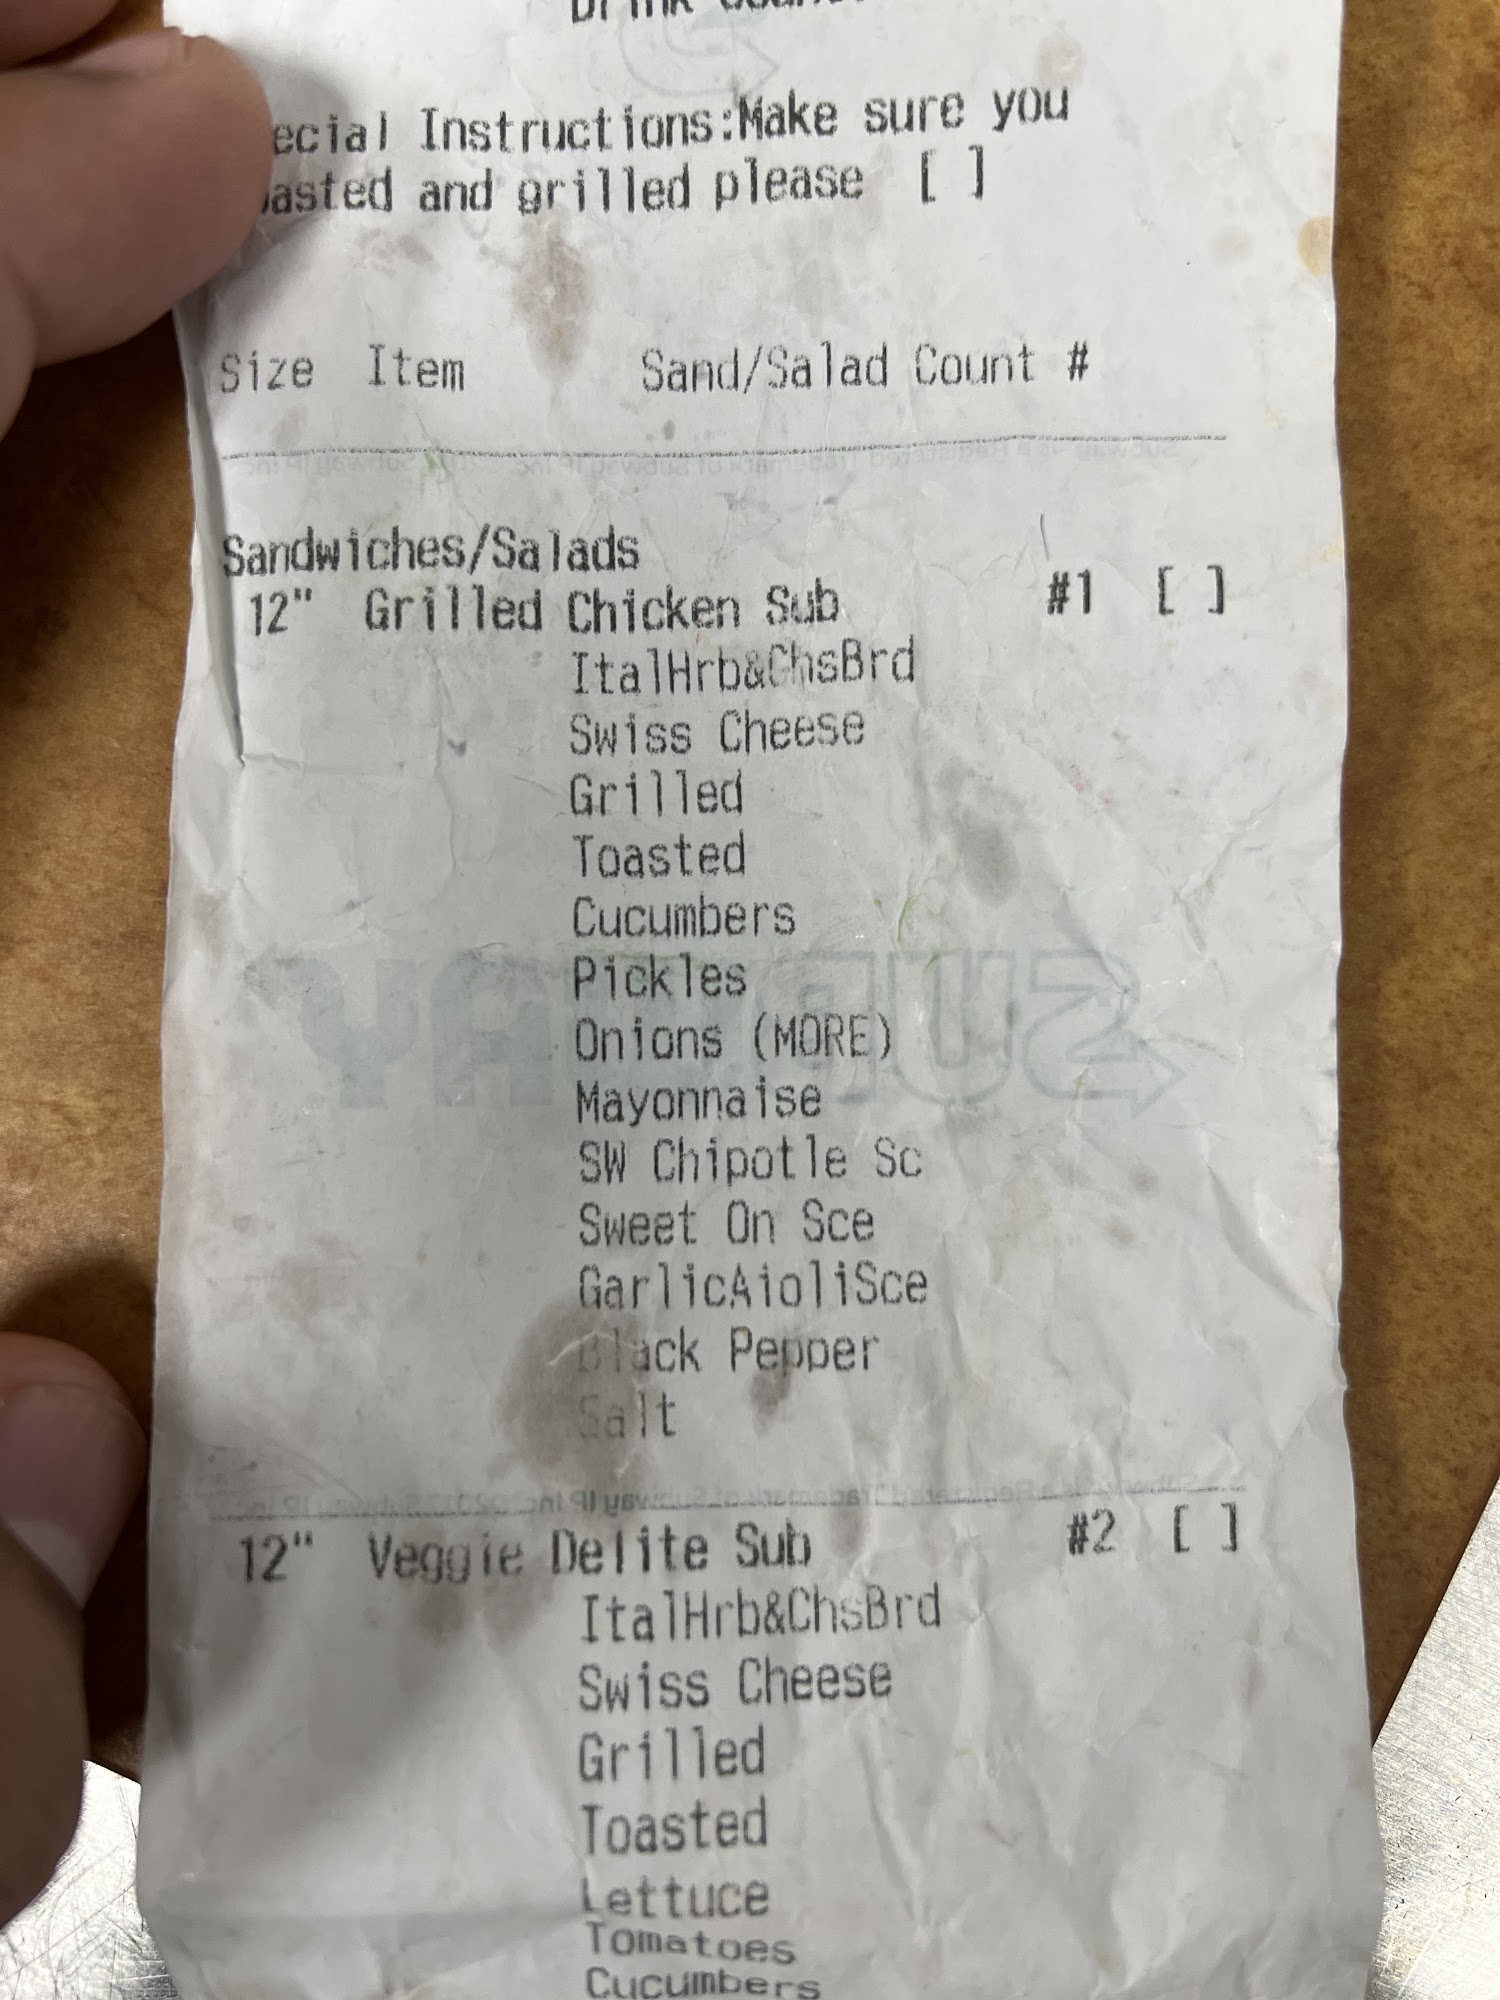 ecial Instructions:Make sure you
asted and grilled please [ ]
Size Item Sand/Salad Count #
Sandwiches/Salads
12" Grilled Chicken Sub #1 [ ]
ItalHrb&ChsBrd
Swiss Cheese
Grilled
Toasted
Cucumbers
Pickles
Onions (MORE)
Mayonnaise
SW Chipotle Sc
Sweet On Sce
GarlicAioliSce
Black Pepper
Salt
12" Veggie Delite Sub #2 [ ]
ItalHrb&ChsBrd
Swiss Cheese
Grilled
Toasted
Lettuce
Tomatoes
Cucumbers